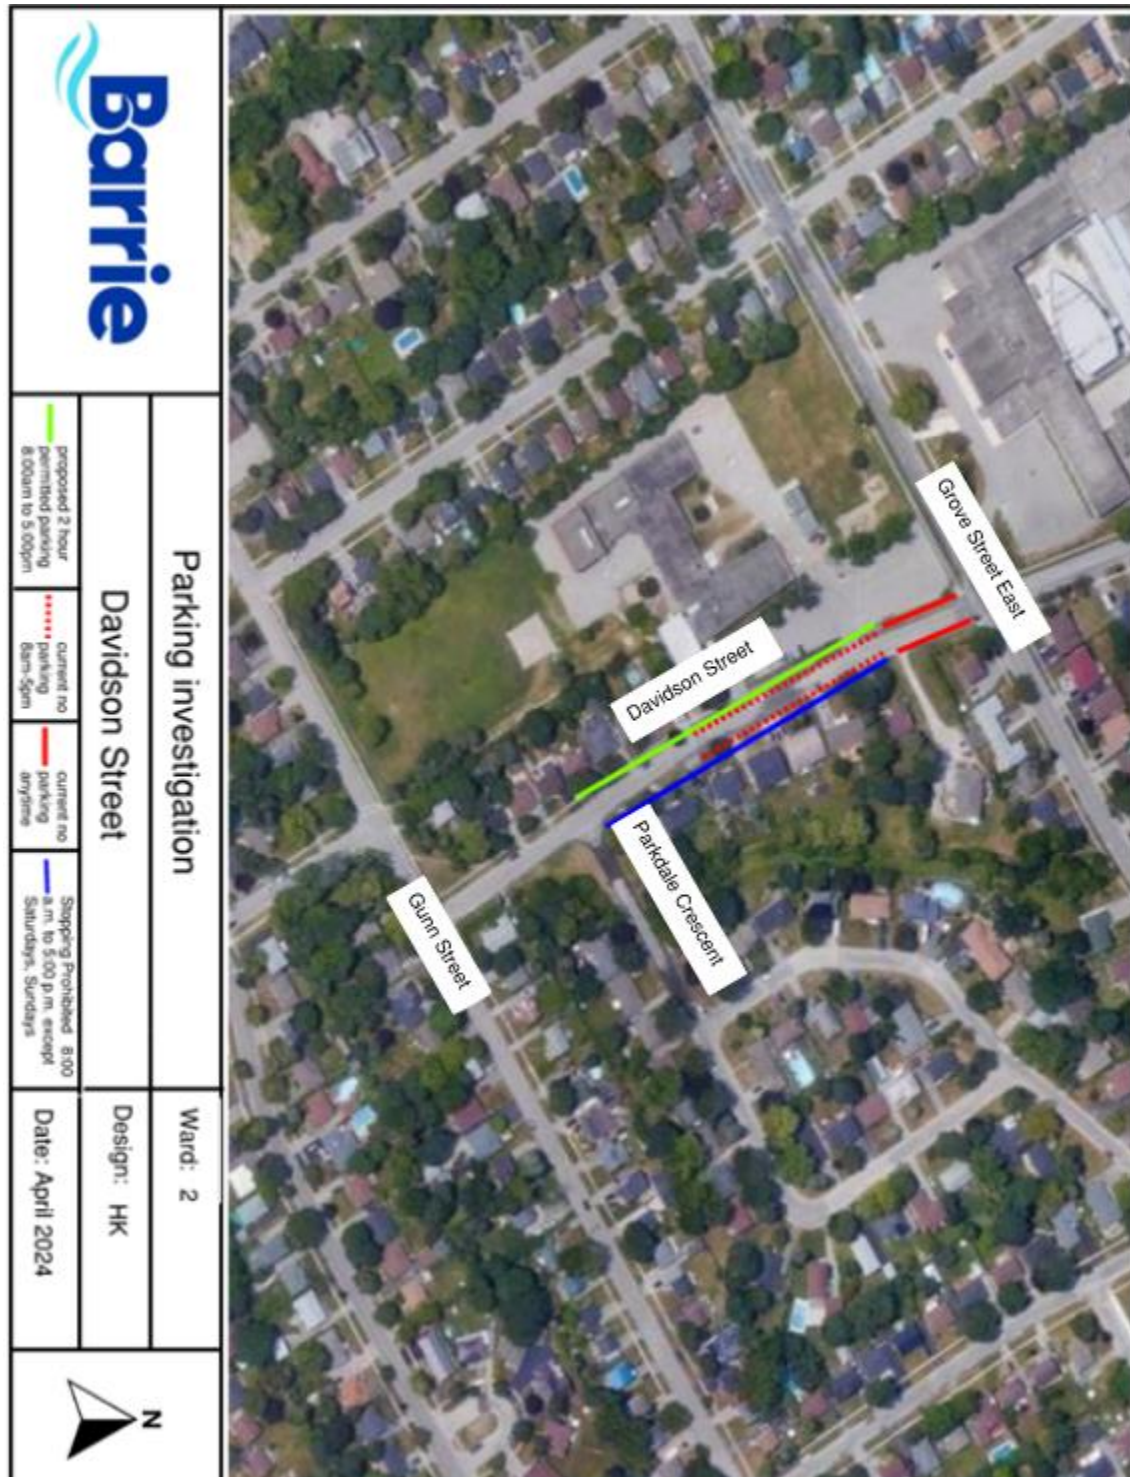 Grove Street East
Davidson Street
Parkdale Crescent
Gunn Street
Barrie
Parking investigation
Davidson Street
proposed 2 hour
permitted parking
8:00am to 5:00pm
current no
parking
8am-5pm
current no
parking
anytime
Stopping Prohibited 8:00
a.m. to 5:00 p.m. except
Saturdays, Sundays
Ward: 2
Design: HK
Date: April 2024
N